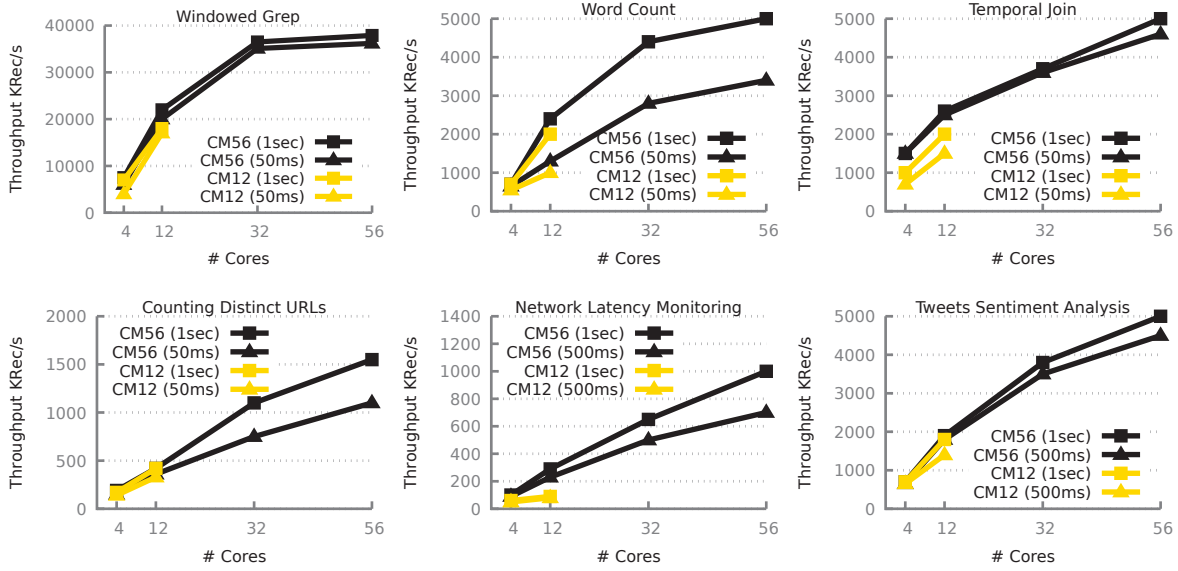 Windowed Grep
Throughput KRec/s
40000
30000
20000
10000
0
CM56 (1sec)
CM56 (50ms)
CM12 (1sec)
CM12 (50ms)
4 12 32 56
# Cores
Word Count
Throughput KRec/s
5000
4000
3000
2000
1000
0
CM56 (1sec)
CM56 (50ms)
CM12 (1sec)
CM12 (50ms)
4 12 32 56
# Cores
Temporal Join
Throughput KRec/s
5000
4000
3000
2000
1000
0
CM56 (1sec)
CM56 (50ms)
CM12 (1sec)
CM12 (50ms)
4 12 32 56
# Cores
Counting Distinct URLs
Throughput KRec/s
2000
1500
1000
500
0
CM56 (1sec)
CM56 (50ms)
CM12 (1sec)
CM12 (50ms)
4 12 32 56
# Cores
Network Latency Monitoring
Throughput KRec/s
1400
1200
1000
800
600
400
200
0
CM56 (1sec)
CM56 (500ms)
CM12 (1sec)
CM12 (500ms)
4 12 32 56
# Cores
Tweets Sentiment Analysis
Throughput KRec/s
5000
4000
3000
2000
1000
0
CM56 (1sec)
CM56 (500ms)
CM12 (1sec)
CM12 (500ms)
4 12 32 56
# Cores